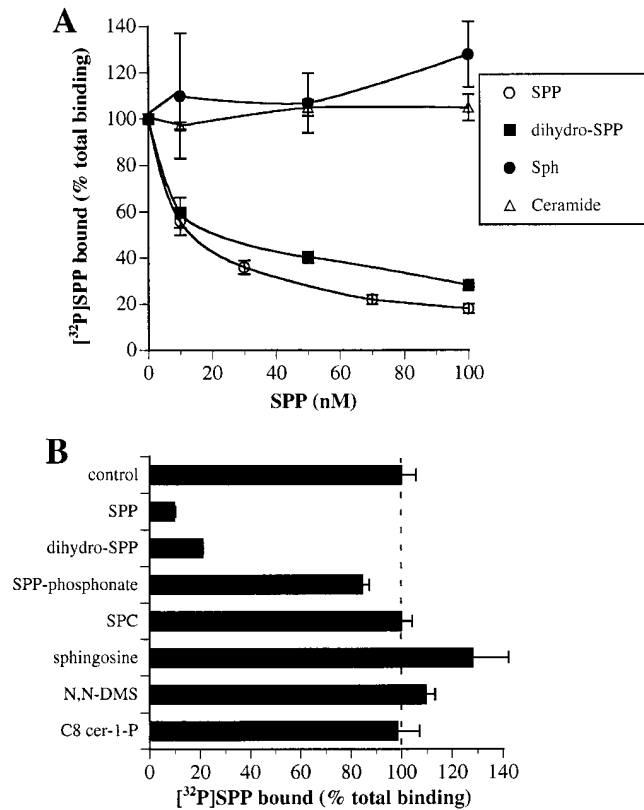 A
140
120
100
80
60
40
20
0
[³²P]SPP bound (% total binding)
0 20 40 60 80 100
SPP (nM)
SPP
dihydro-SPP
Sph
Ceramide
B
control
SPP
dihydro-SPP
SPP-phosphonate
SPC
sphingosine
N,N-DMS
C8 cer-1-P
0 20 40 60 80 100 120 140
[³²P]SPP bound (% total binding)